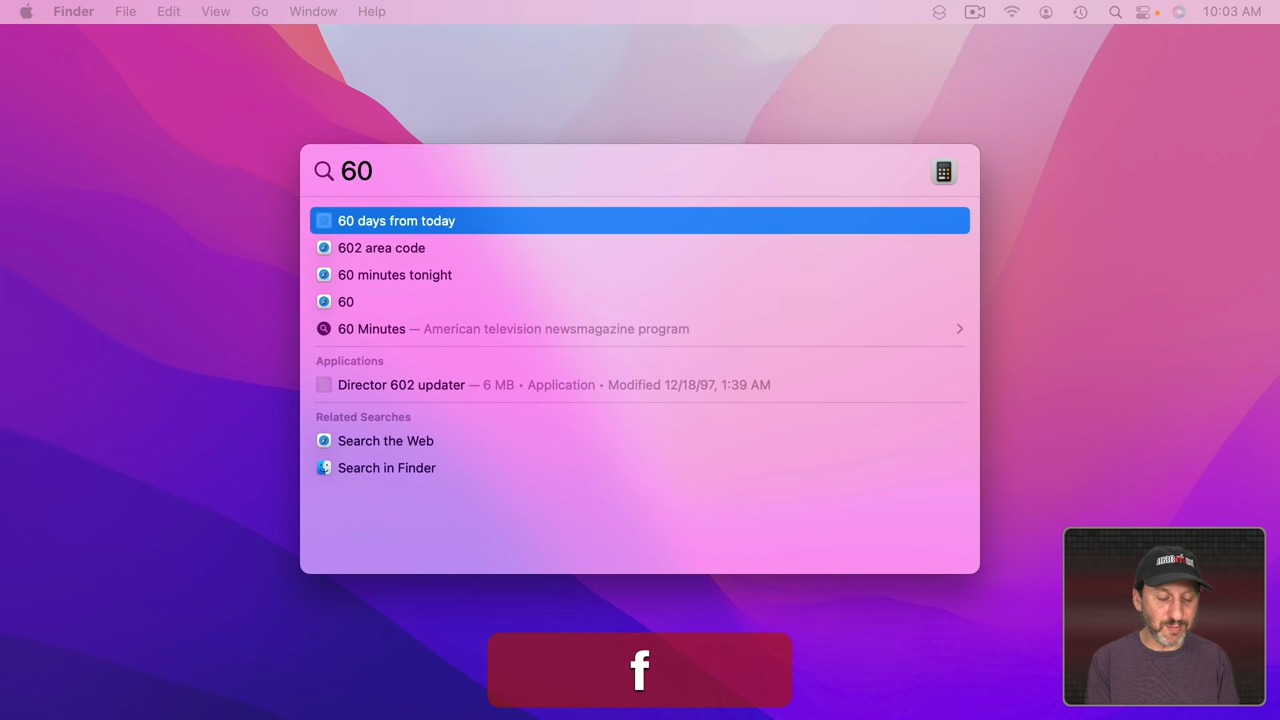 Finder File Edit View Go Window Help 10:03 AM
60
60 days from today
602 area code
60 minutes tonight
60
60 Minutes — American television newsmagazine program
Applications
Director 602 updater — 6 MB • Application • Modified 12/18/97, 1:39 AM
Related Searches
Search the Web
Search in Finder
f